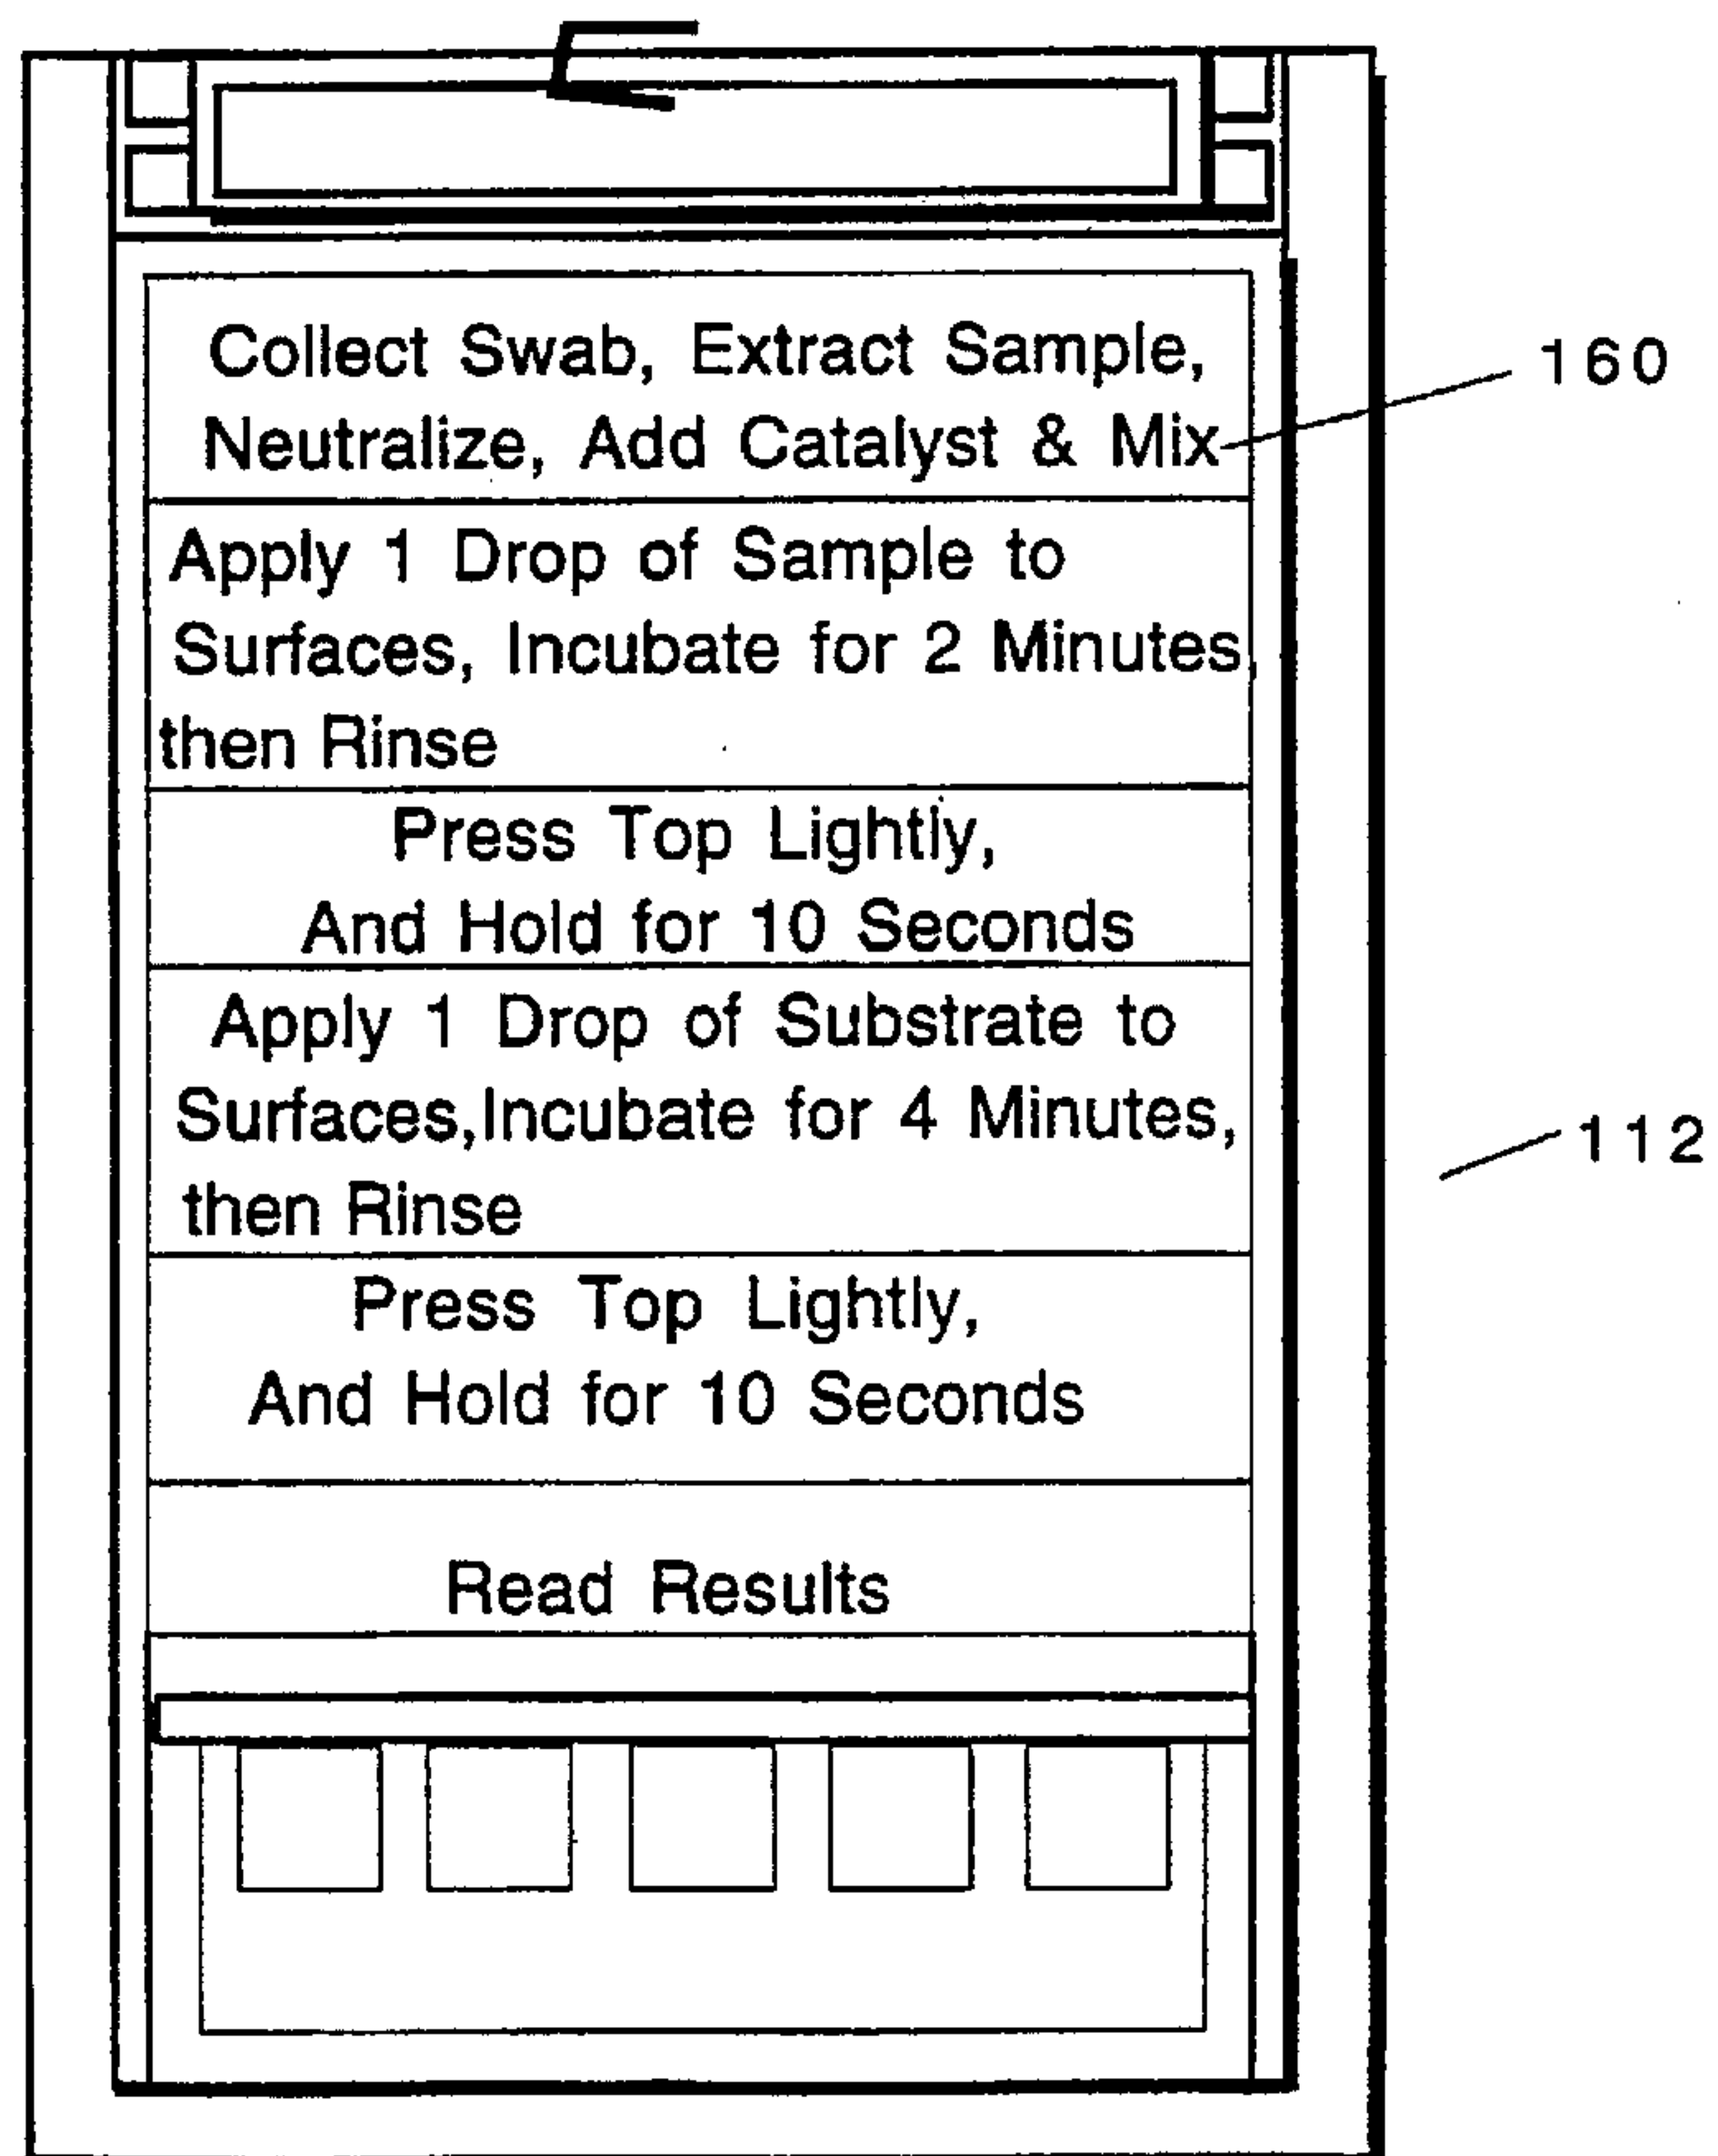 Collect Swab, Extract Sample,
Neutralize, Add Catalyst & Mix
160
Apply 1 Drop of Sample to
Surfaces, Incubate for 2 Minutes,
then Rinse
Press Top Lightly,
And Hold for 10 Seconds
Apply 1 Drop of Substrate to
Surfaces,Incubate for 4 Minutes,
112
then Rinse
Press Top Lightly,
And Hold for 10 Seconds
Read Results